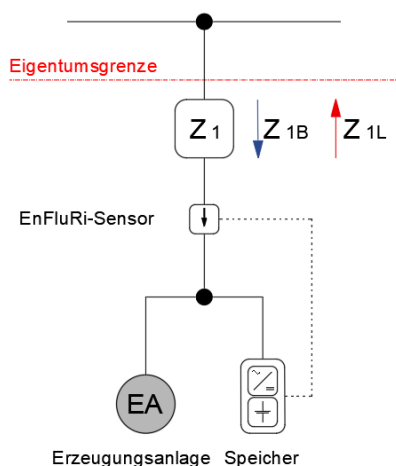 Eigentumsgrenze
Z 1 Z 1B Z 1L
EnFluRi-Sensor
EA
Erzeugungsanlage Speicher